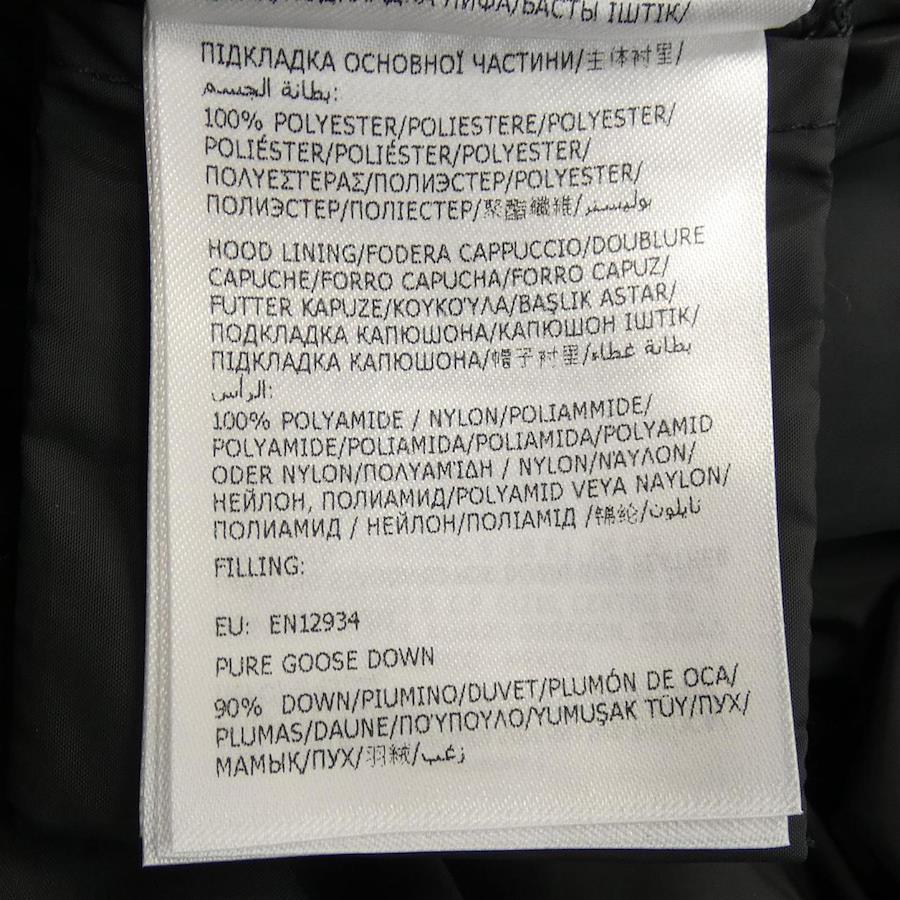 ПІДКЛАДКА ЛИФА/БАСТЫ ІШТІК/
ПІДКЛАДКА ОСНОВНОЇ ЧАСТИНИ/主体衬里/
بطانة الجسم:
100% POLYESTER/POLIESTERE/POLYESTER/
POLIÉSTER/POLIÉSTER/POLYESTER/
ΠΟΛΥΕΣΤΕΡΑΣ/ПОЛИЭСТЕР/POLYESTER/
ПОЛИЭСТЕР/ПОЛІЕСТЕР/聚酯纖維/بوليستر
HOOD LINING/FODERA CAPPUCCIO/DOUBLURE
CAPUCHE/FORRO CAPUCHA/FORRO CAPUZ/
FUTTER KAPUZE/ΚΟΥΚΟΎΛΑ/BAŞLIK ASTAR/
ПОДКЛАДКА КАПЮШОНА/КАПЮШОН ІШТІК/
ПІДКЛАДКА КАПЮШОНА/帽子衬里/بطانة غطاء
الرأس:
100% POLYAMIDE / NYLON/POLIAMMIDE/
POLYAMIDE/POLIAMIDA/POLIAMIDA/POLYAMID
ODER NYLON/ΠΟΛΥΑΜΊΔΗ / NYLON/ΝΆΥΛΟΝ/
НЕЙЛОН, ПОЛИАМИД/POLYAMID VEYA NAYLON/
ПОЛИАМИД / НЕЙЛОН/ПОЛІАМІД /锦纶/نايلون
FILLING:
EU: EN12934
PURE GOOSE DOWN
90% DOWN/PIUMINO/DUVET/PLUMÓN DE OCA/
PLUMAS/DAUNE/ΠΟΎΠΟΥΛΟ/YUMUŞAK TÜY/ПУХ/
МАМЫҚ/ПУХ/羽絨/زغب